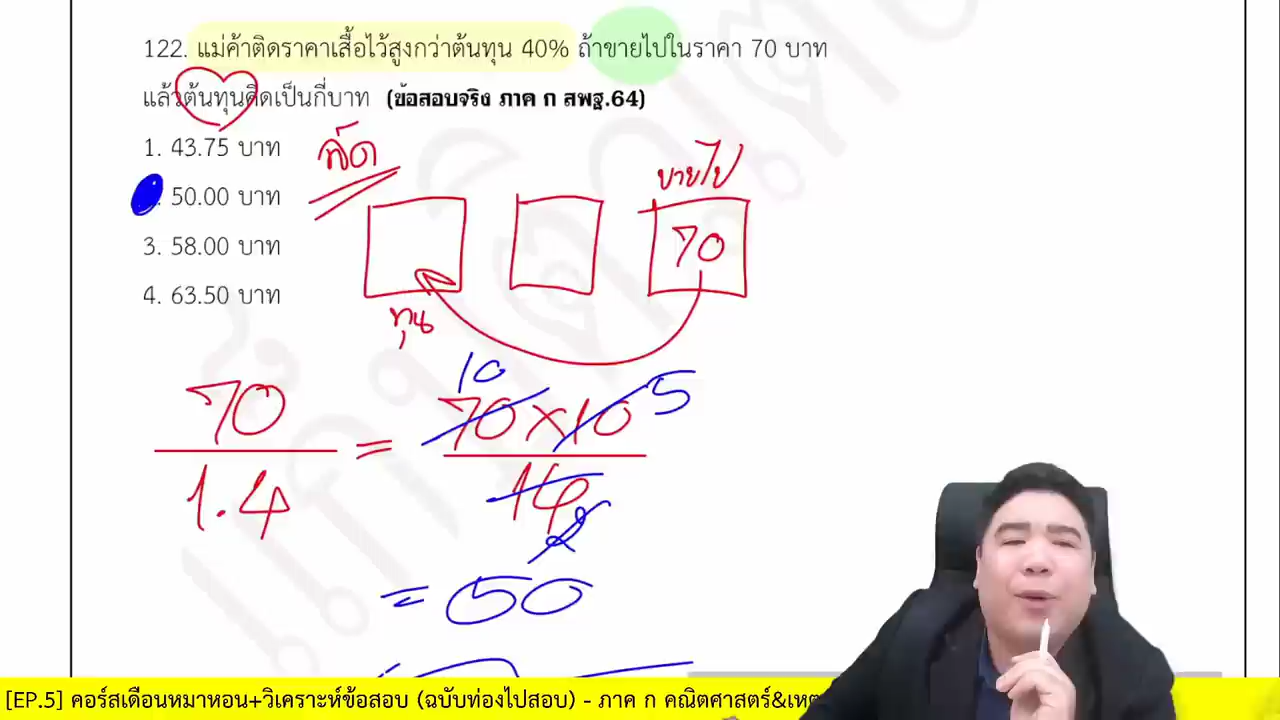 122. แม่ค้าติดราคาเสื้อไว้สูงกว่าต้นทุน 40% ถ้าขายไปในราคา 70 บาท
แล้วต้นทุนคิดเป็นกี่บาท (ข้อสอบจริง ภาค ก สพฐ.64)
1. 43.75 บาท
50.00 บาท
3. 58.00 บาท
4. 63.50 บาท
ลัด
ขายไป
70
ทุน
10
5
70 = 70x10
1.4 14
2
= 50
[EP.5] คอร์สเดือนหมาหอน+วิเคราะห์ข้อสอบ (ฉบับท่องไปสอบ) - ภาค ก คณิตศาสตร์&เหตุ